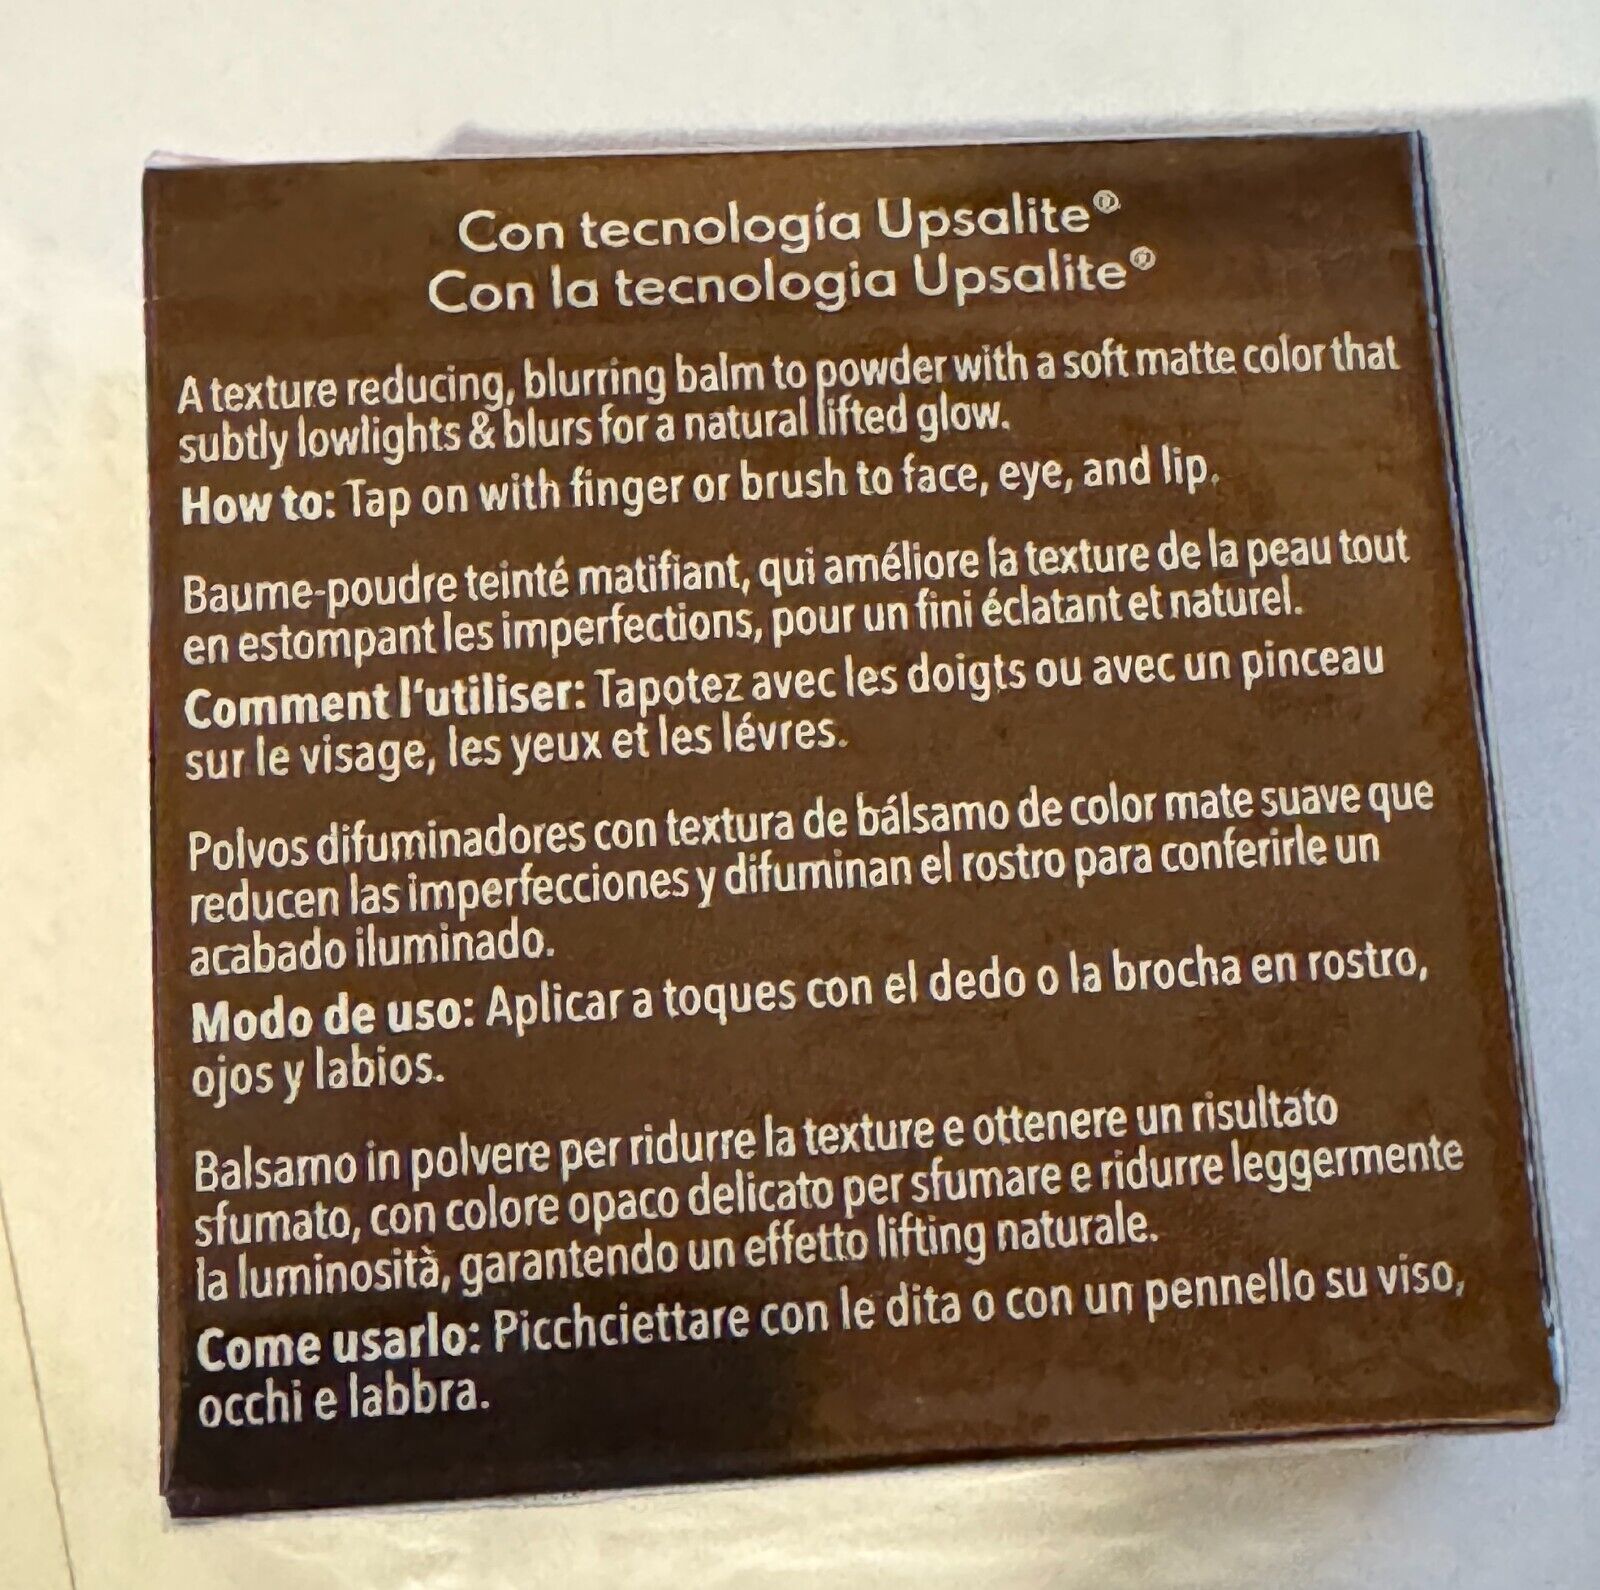 Con tecnología Upsalite®
Con la tecnologia Upsalite®
A texture reducing, blurring balm to powder with a soft matte color that
subtly lowlights & blurs for a natural lifted glow.
How to: Tap on with finger or brush to face, eye, and lip.
Baume-poudre teinté matifiant, qui améliore la texture de la peau tout
en estompant les imperfections, pour un fini éclatant et naturel.
Comment l'utiliser: Tapotez avec les doigts ou avec un pinceau
sur le visage, les yeux et les lévres.
Polvos difuminadores con textura de bálsamo de color mate suave que
reducen las imperfecciones y difuminan el rostro para conferirle un
acabado iluminado.
Modo de uso: Aplicar a toques con el dedo o la brocha en rostro,
ojos y labios.
Balsamo in polvere per ridurre la texture e ottenere un risultato
sfumato, con colore opaco delicato per sfumare e ridurre leggermente
la luminosità, garantendo un effetto lifting naturale.
Come usarlo: Picchciettare con le dita o con un pennello su viso,
occhi e labbra.